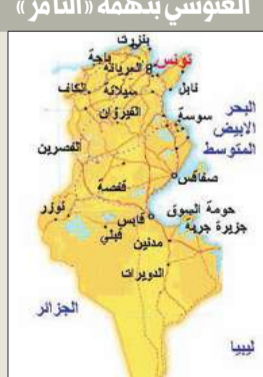 الغنوشي بتهمة «التآمر»
بنزرت
باجة
تونس
اريانة
نابل
الكاف
سليانة
القيروان
سوسة
البحر
الابيض
المتوسط
القصرين
صفاقس
قفصة
توزر
حومة السوق
قابس
جزيرة جربة
قبلي
مدنين
الدويرات
الجزائر
ليبيا